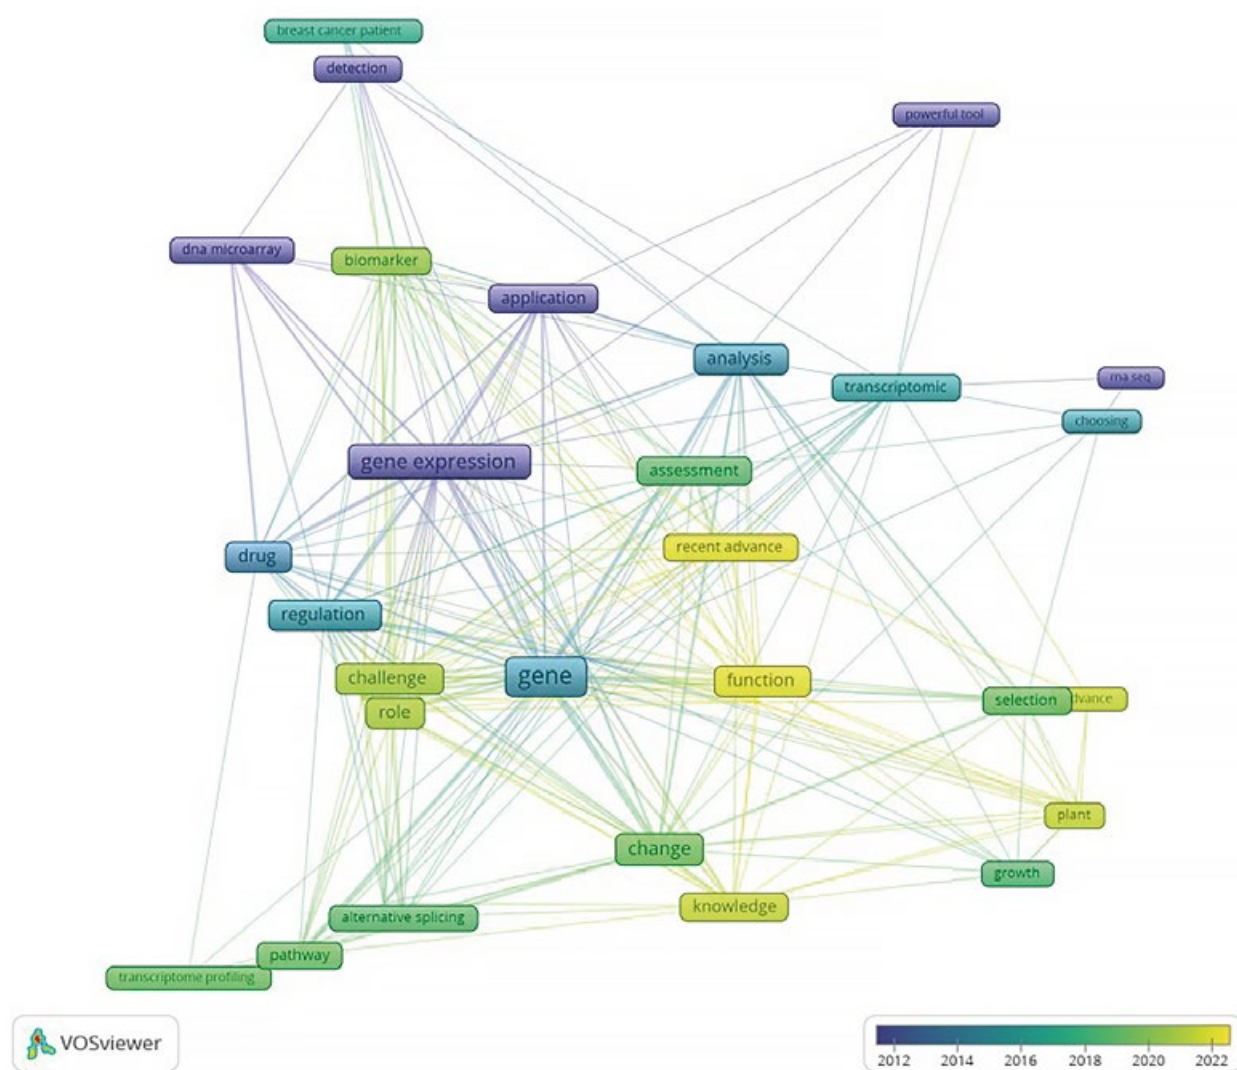 breast cancer patient
detection
powerful tool
dna microarray
biomarker
application
analysis
rna seq
transcriptomic
choosing
gene expression
assessment
recent advance
drug
regulation
gene
challenge
function
role
selection
dvance
plant
change
growth
knowledge
alternative splicing
pathway
transcriptome profiling
VOSviewer
2012 2014 2016 2018 2020 2022